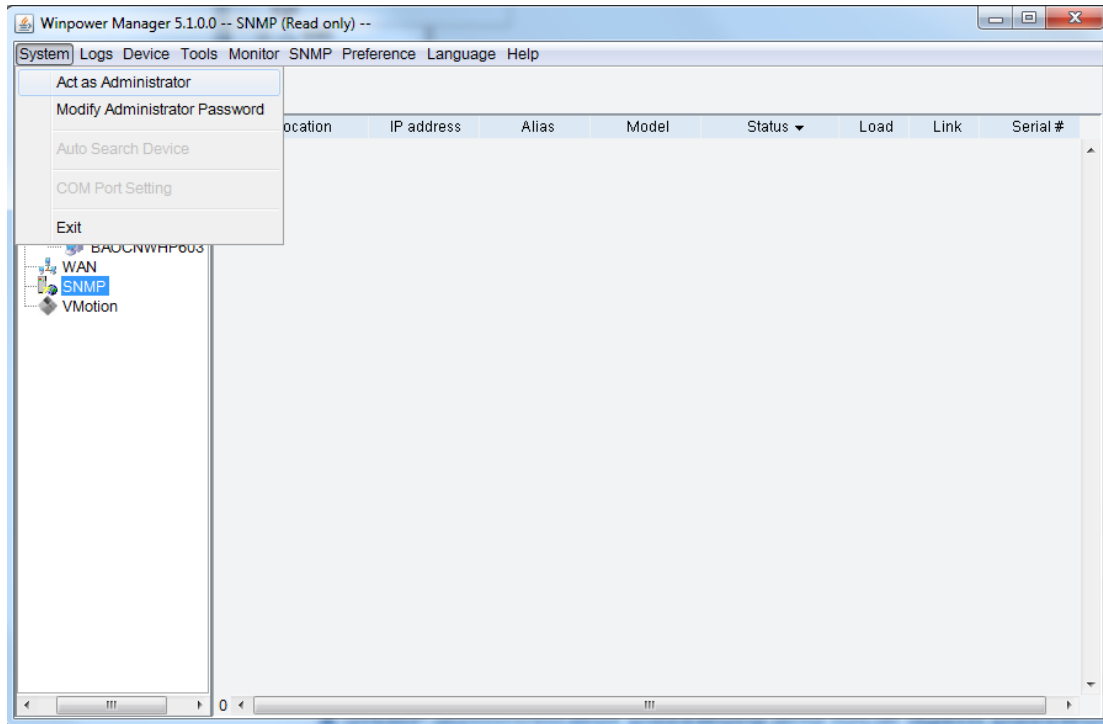 Winpower Manager 5.1.0.0 -- SNMP (Read only) --
System Logs Device Tools Monitor SNMP Preference Language Help
Act as Administrator
Modify Administrator Password
Auto Search Device
COM Port Setting
Exit
ocation IP address Alias Model Status Load Link Serial #
BAOCNWHP603
WAN
SNMP
VMotion
0